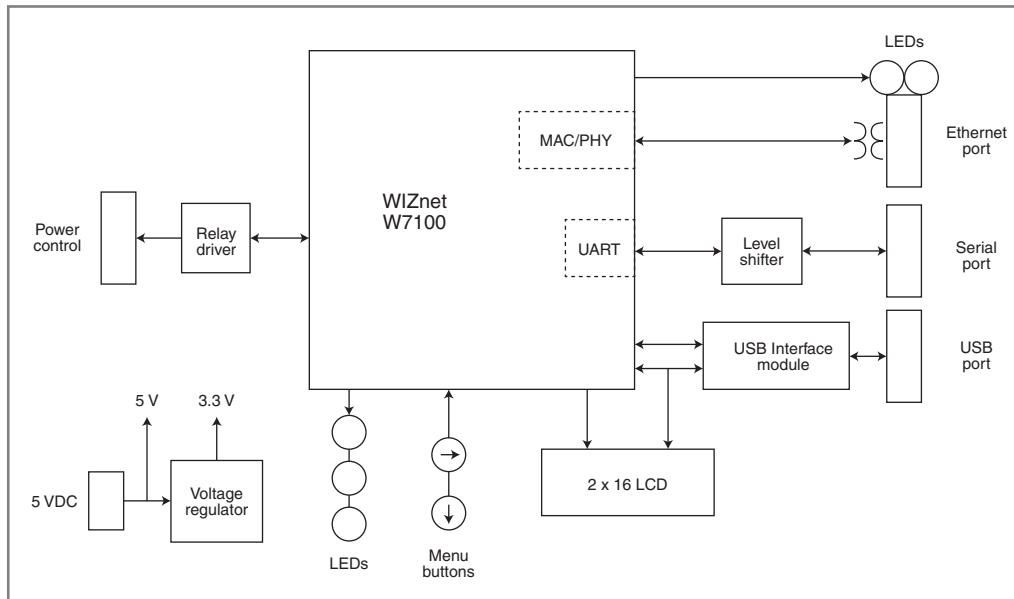 LEDs
MAC/PHY
Ethernet
port
WIZnet
W7100
Power
control
Relay
driver
UART
Level
shifter
Serial
port
USB Interface
module
USB
port
5 V
3.3 V
5 VDC
Voltage
regulator
2 x 16 LCD
LEDs
Menu
buttons